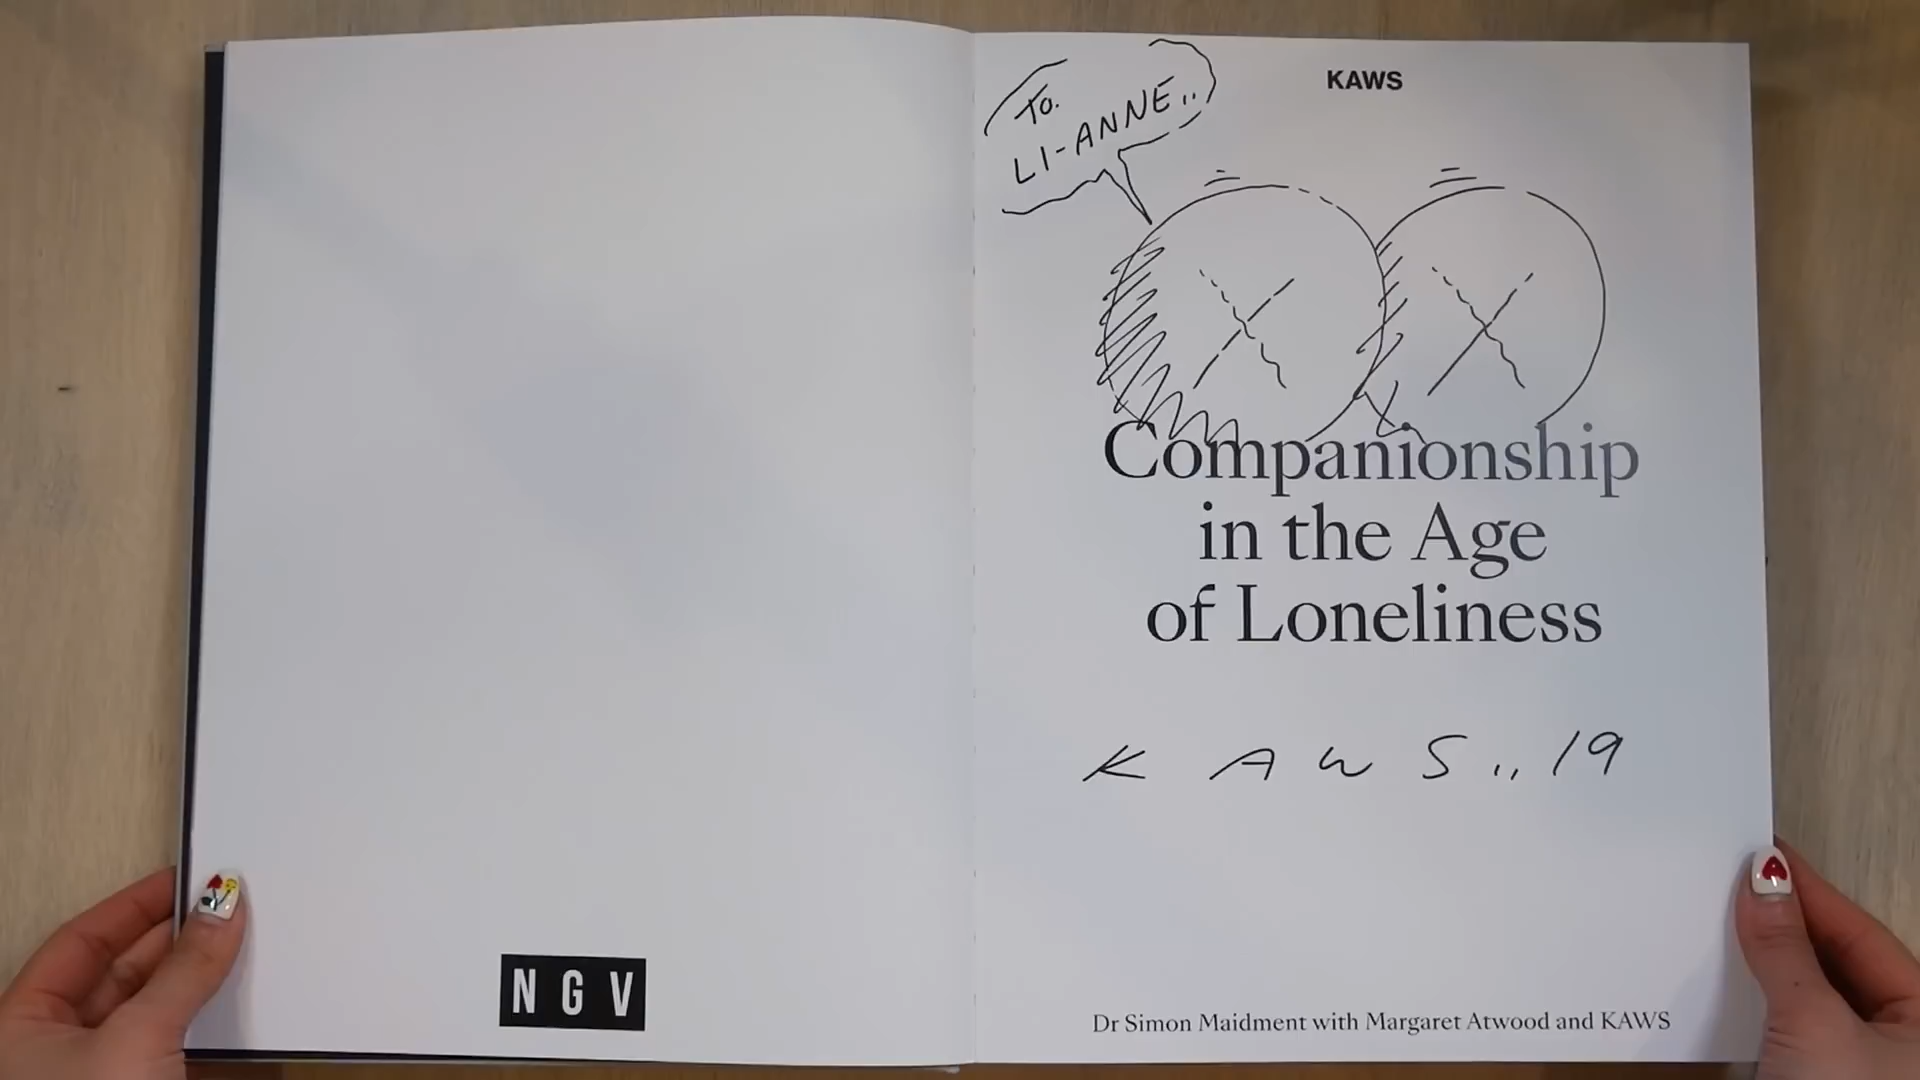 NGV
KAWS
To.
LI-ANNE..
Companionship
in the Age
of Loneliness
KAWS..19
Dr Simon Maidment with Margaret Atwood and KAWS